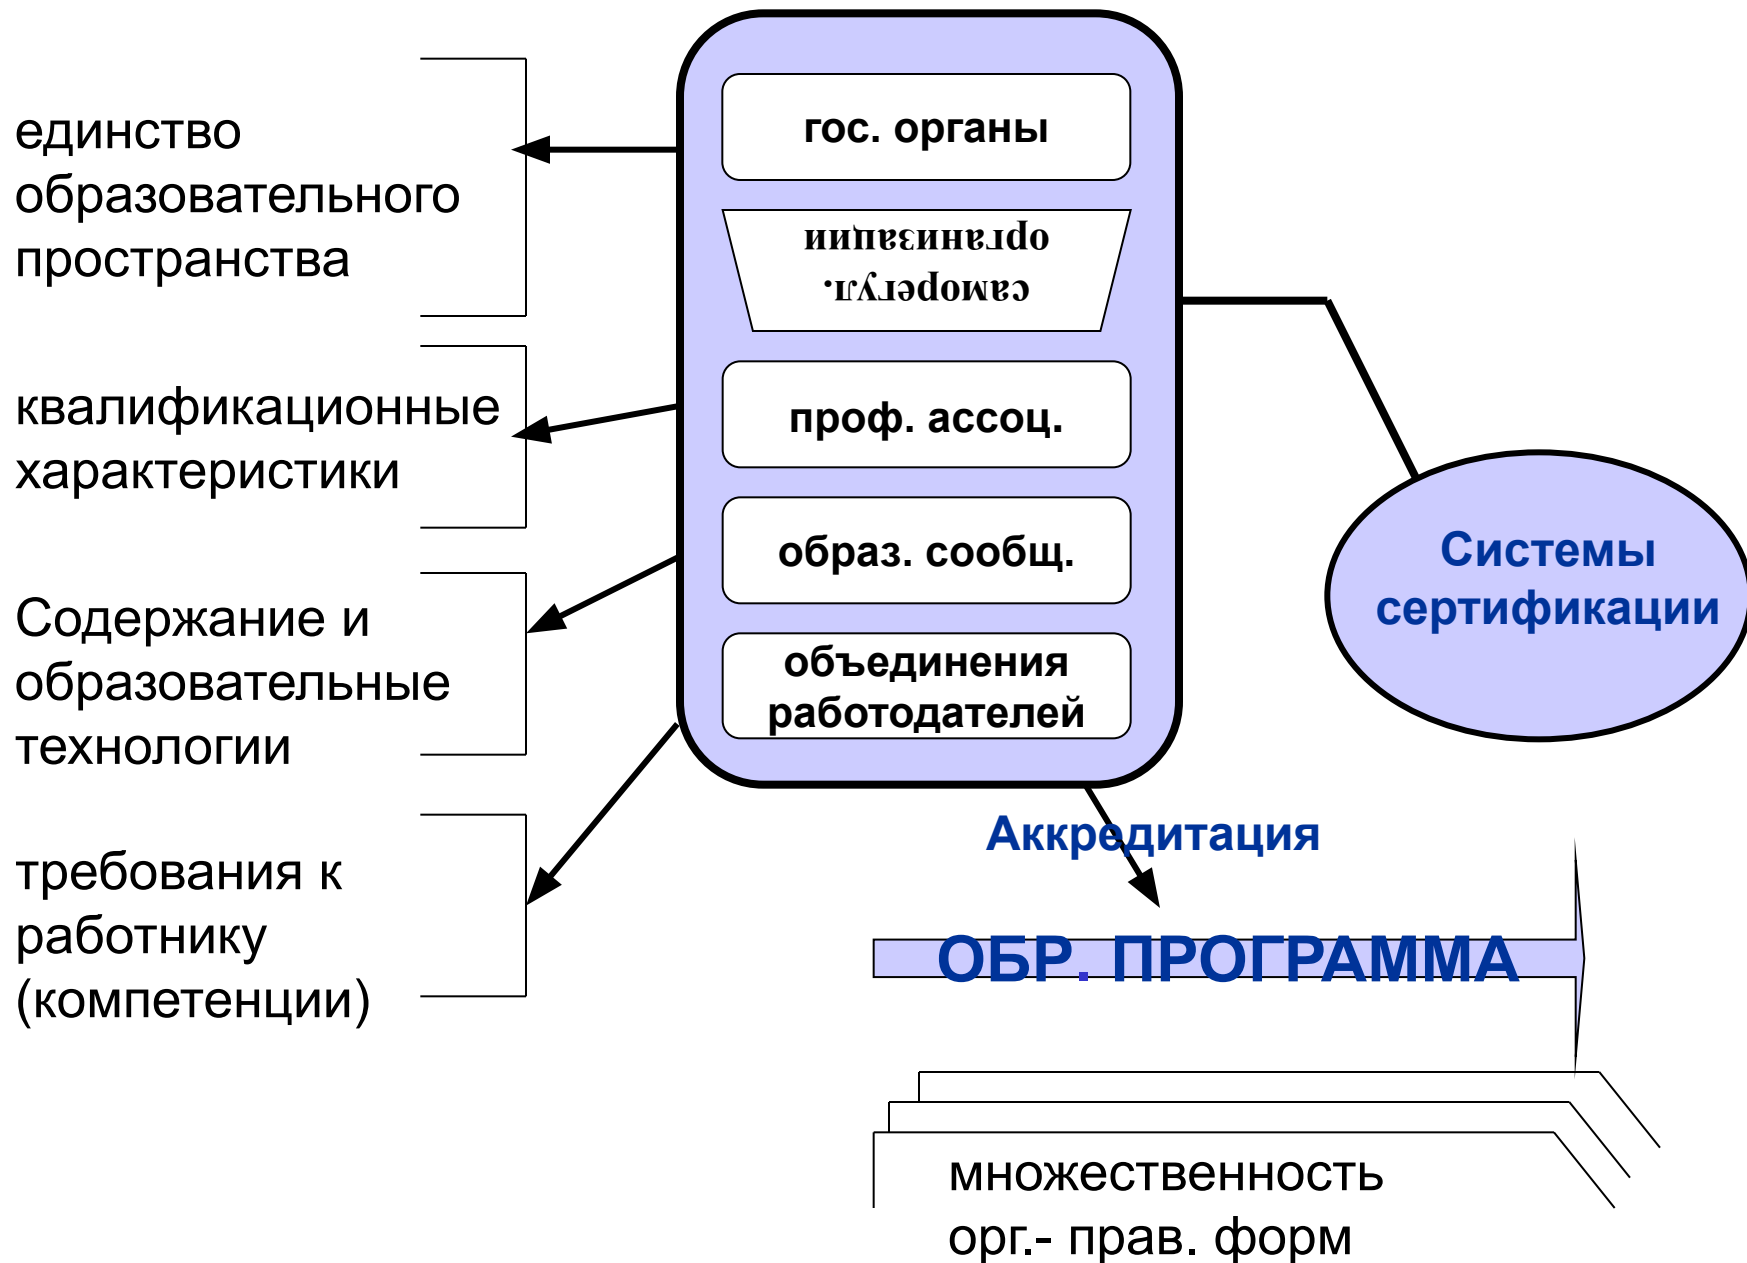 единство
образовательного
пространства
квалификационные
характеристики
Содержание и
образовательные
технологии
требования к
работнику
(компетенции)
гос. органы
саморегул.
организации
проф. ассоц.
образ. сообщ.
объединения
работодателей
Системы
сертификации
Аккредитация
ОБР. ПРОГРАММА
множественность
орг.- прав. форм